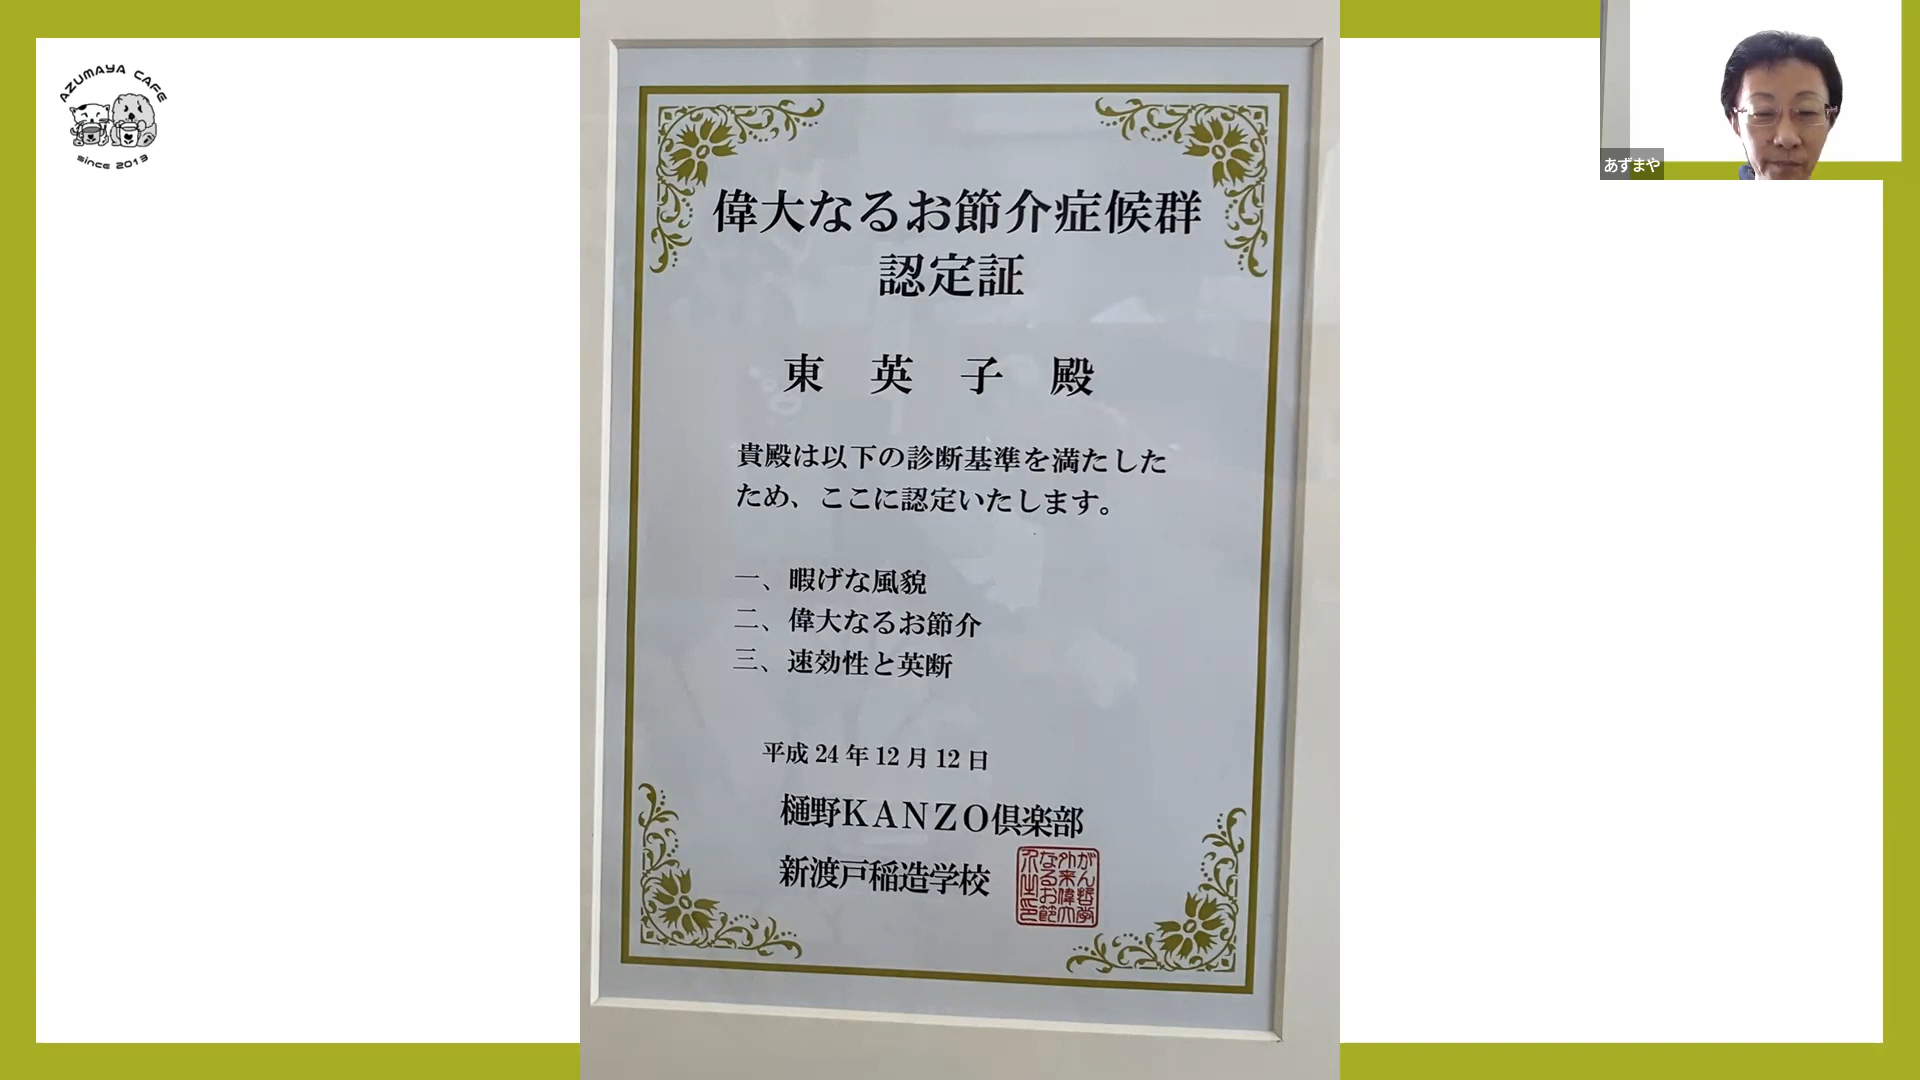 AZUMAYA CAFE
since 2013
あずまや
偉大なるお節介症候群
認定証
東 英 子 殿
貴殿は以下の診断基準を満たした
ため、ここに認定いたします。
一、暇げな風貌
二、偉大なるお節介
三、速効性と英断
平成24年12月12日
樋野KANZO倶楽部
新渡戸稲造学校